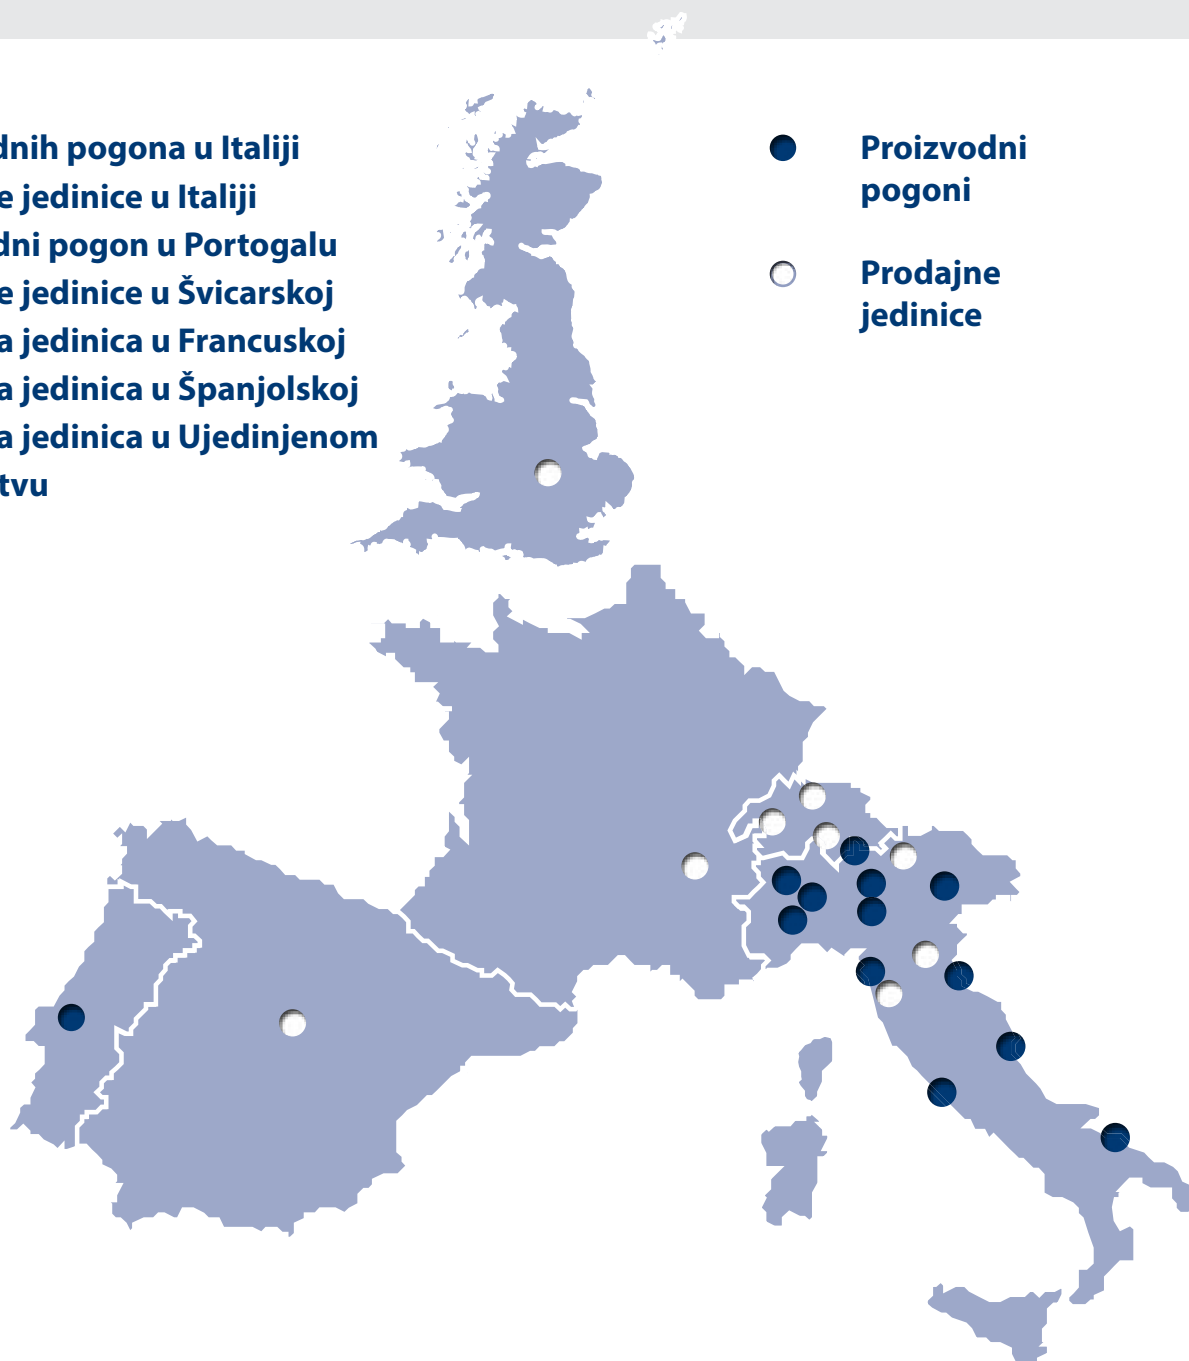 dnih pogona u Italiji
e jedinice u Italiji
dni pogon u Portogalu
e jedinice u Švicarskoj
a jedinica u Francuskoj
a jedinica u Španjolskoj
a jedinica u Ujedinjenom
tvu
Proizvodni
pogoni
Prodajne
jedinice